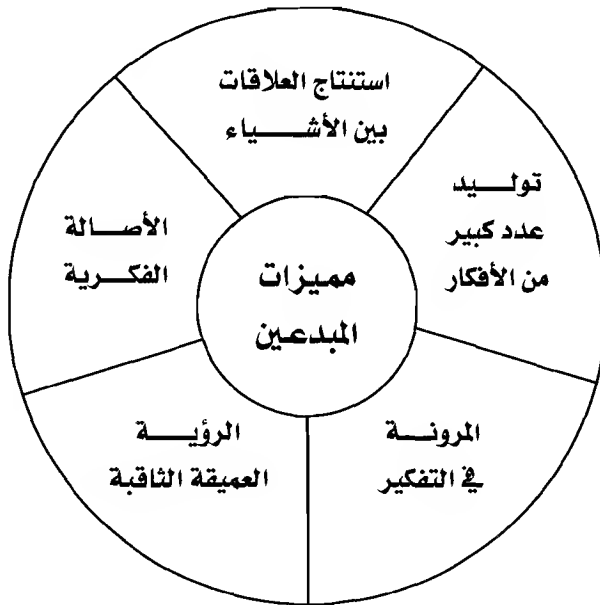 استنتاج العلاقات
بين الأشياء
توليد
عدد كبير
من الأفكار
الأصالة
الفكرية
مميزات
المبدعين
المرونة
في التفكير
الرؤية
العميقة الثاقبة